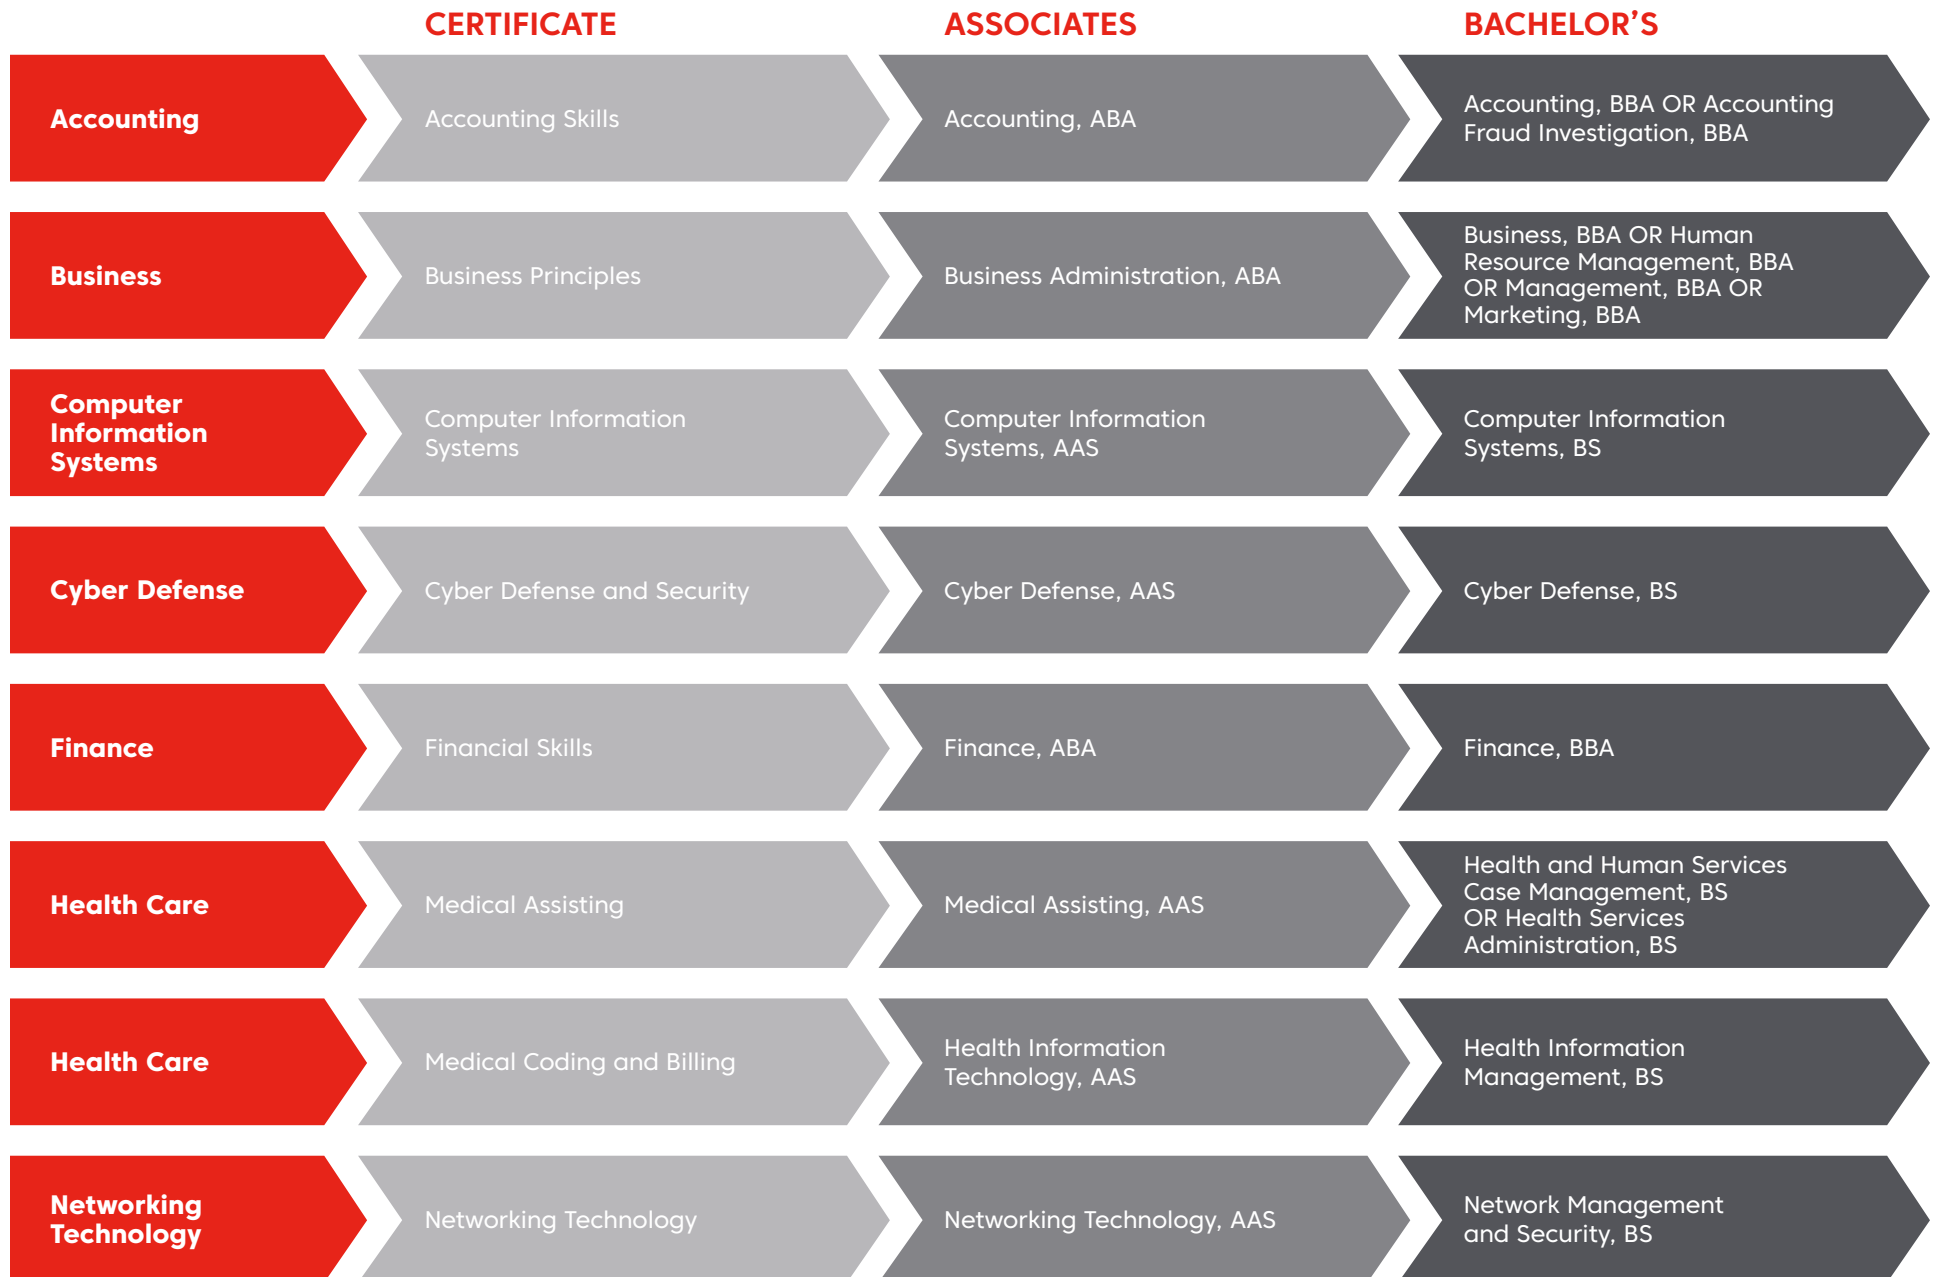 CERTIFICATE
ASSOCIATES
BACHELOR’S
Accounting
Accounting Skills
Accounting, ABA
Accounting, BBA OR Accounting
Fraud Investigation, BBA
Business
Business Principles
Business Administration, ABA
Business, BBA OR Human
Resource Management, BBA
OR Management, BBA OR
Marketing, BBA
Computer
Information
Systems
Computer Information
Systems
Computer Information
Systems, AAS
Computer Information
Systems, BS
Cyber Defense
Cyber Defense and Security
Cyber Defense, AAS
Cyber Defense, BS
Finance
Financial Skills
Finance, ABA
Finance, BBA
Health Care
Medical Assisting
Medical Assisting, AAS
Health and Human Services
Case Management, BS
OR Health Services
Administration, BS
Health Care
Medical Coding and Billing
Health Information
Technology, AAS
Health Information
Management, BS
Networking
Technology
Networking Technology
Networking Technology, AAS
Network Management
and Security, BS